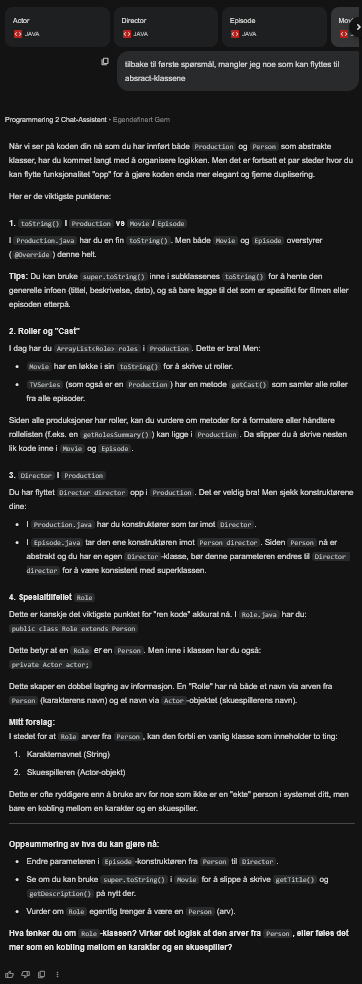 Actor
JAVA
Director
JAVA
Episode
JAVA
Mov
JAVA
tilbake til første spørsmål, mangler jeg noe som kan flyttes til
absract-klassene
Programmering 2 Chat-Assistent • Egendefinert Gem
Når vi ser på koden din nå som du har innført både Production og Person som abstrakte
klasser, har du kommet langt med å organisere logikken. Men det er fortsatt et par steder hvor du
kan flytte funksjonalitet "opp" for å gjøre koden enda mer elegant og fjerne duplisering.
Her er de viktigste punktene:
1. toString() i Production vs Movie / Episode
I Production.java har du en fin toString(). Men både Movie og Episode overstyrer
(@Override) denne helt.
Tips: Du kan bruke super.toString() inne i subklassenes toString() for å hente den
generelle infoen (tittel, beskrivelse, dato), og så bare legge til det som er spesifikt for filmen eller
episoden etterpå.
2. Roller og "Cast"
I dag har du ArrayList<Role> roles i Production. Dette er bra! Men:
• Movie har en løkke i sin toString() for å skrive ut roller.
• TVSeries (som også er en Production) har en metode getCast() som samler alle roller
fra alle episoder.
Siden alle produksjoner har roller, kan du vurdere om metoder for å formatere eller håndtere
rollelisten (f.eks. en getRolesSummary()) kan ligge i Production. Da slipper du å skrive nesten
lik kode inne i Movie og Episode.
3. Director i Production
Du har flyttet Director director opp i Production. Det er veldig bra! Men sjekk konstruktørene
dine:
• I Production.java har du konstruktører som tar imot Director.
• I Episode.java tar den ene konstruktøren imot Person director. Siden Person nå er
abstrakt og du har en egen Director-klasse, bør denne parameteren endres til Director
director for å være konsistent med superklassen.
4. Spesialtilfellet Role
Dette er kanskje det viktigste punktet for "ren kode" akkurat nå. I Role.java har du:
public class Role extends Person
Dette betyr at en Role er en Person. Men inne i klassen har du også:
private Actor actor;
Dette skaper en dobbel lagring av informasjon. En "Rolle" har nå både et navn via arven fra
Person (karakterens navn) og et navn via Actor-objektet (skuespillerens navn).
Mitt forslag:
I stedet for at Role arver fra Person, kan den forbli en vanlig klasse som inneholder to ting:
1. Karakternavnet (String)
2. Skuespilleren (Actor-objekt)
Dette er ofte ryddigere enn å bruke arv for noe som ikke er en "ekte" person i systemet ditt, men
bare en kobling mellom en karakter og en skuespiller.
Oppsummering av hva du kan gjøre nå:
• Endre parameteren i Episode-konstruktøren fra Person til Director.
• Se om du kan bruke super.toString() i Movie for å slippe å skrive getTitle() og
getDescription() på nytt der.
• Vurder om Role egentlig trenger å være en Person (arv).
Hva tenker du om Role-klassen? Virker det logisk at den arver fra Person, eller føles det
mer som en kobling mellom en karakter og en skuespiller?